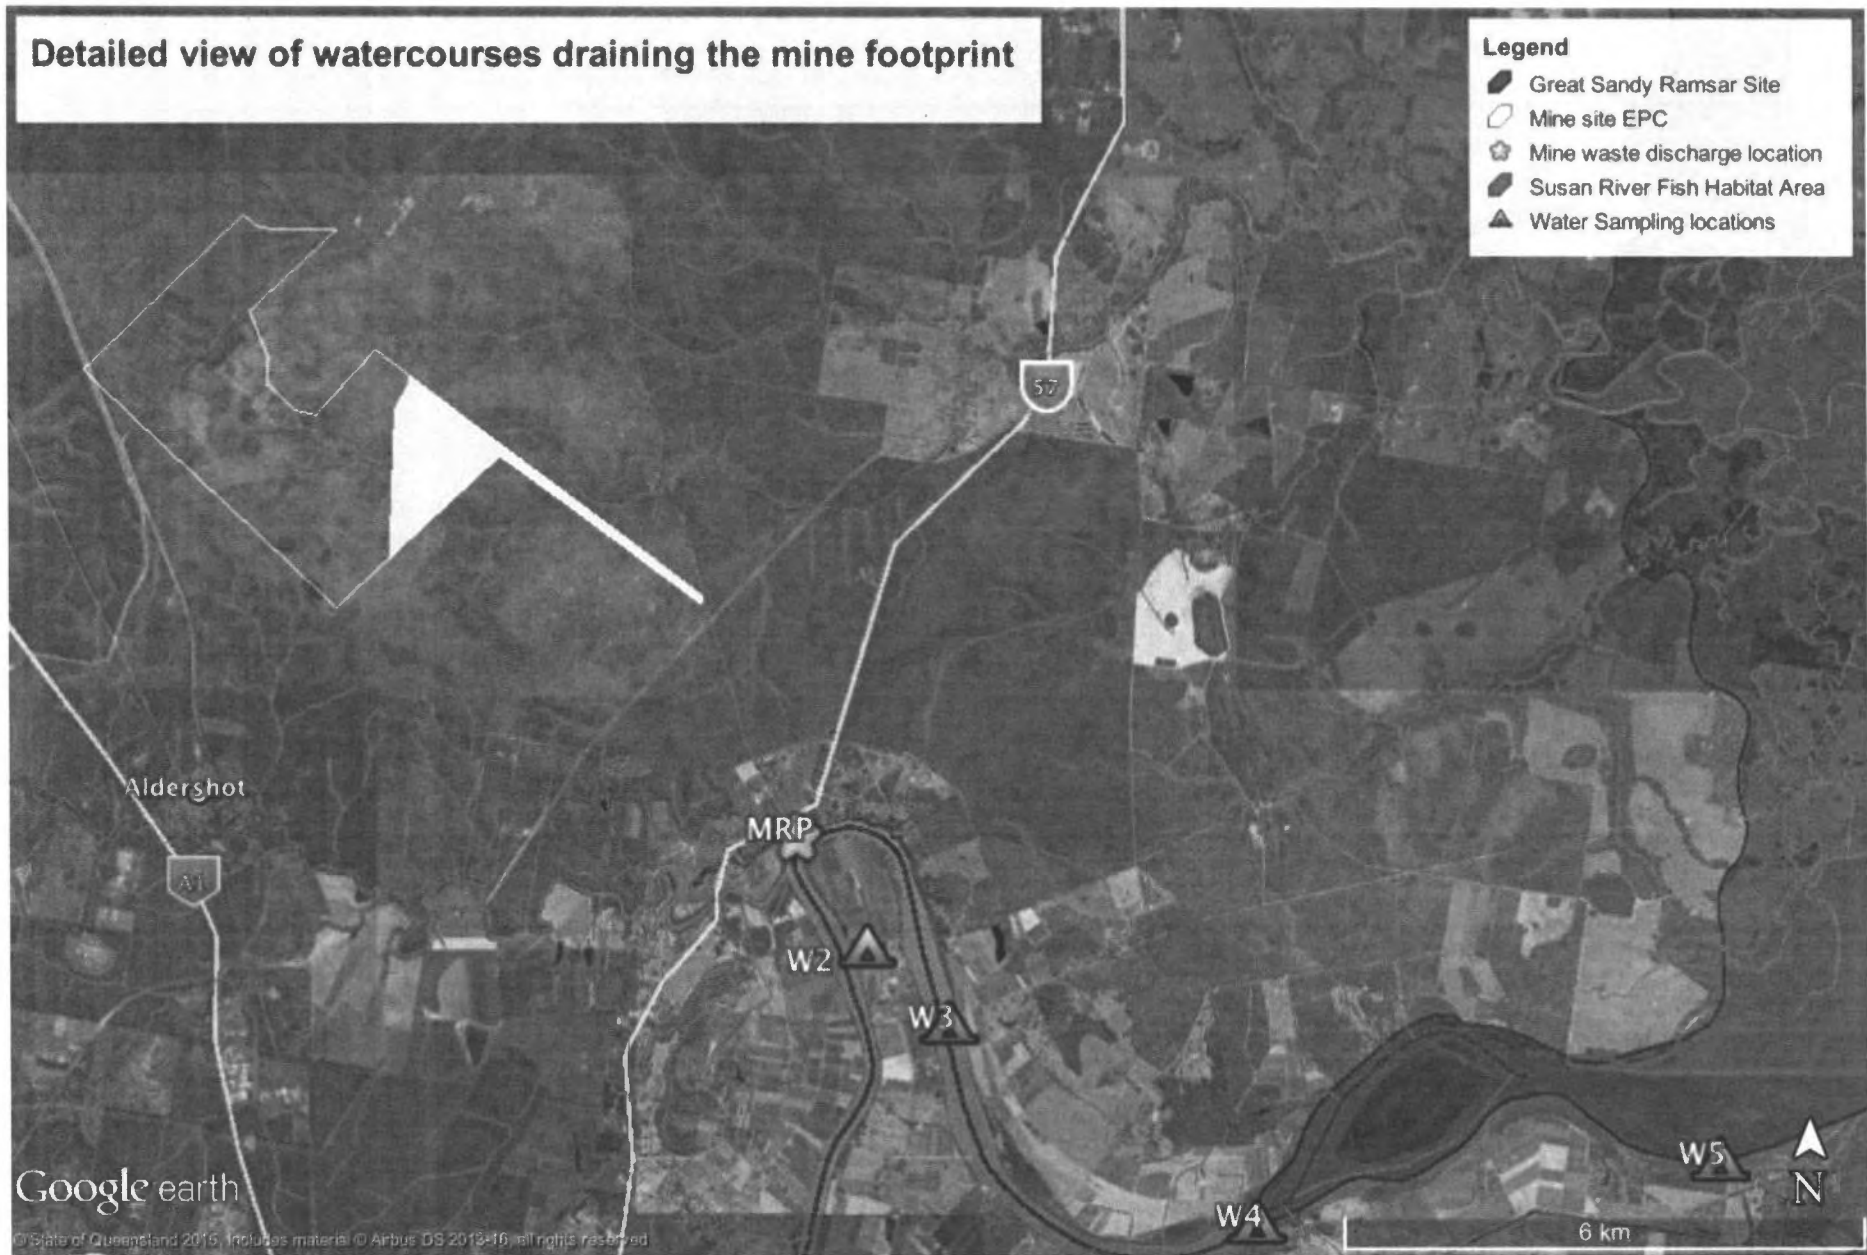 Detailed view of watercourses draining the mine footprint
Legend
Great Sandy Ramsar Site
Mine site EPC
Mine waste discharge location
Susan River Fish Habitat Area
Water Sampling locations
57
Aldershot
A1
MRP
W2
W3
W4
W5
N
6 km
Google earth
© State of Queensland 2015, Includes material © Airbus DS 2013-16, all rights reserved